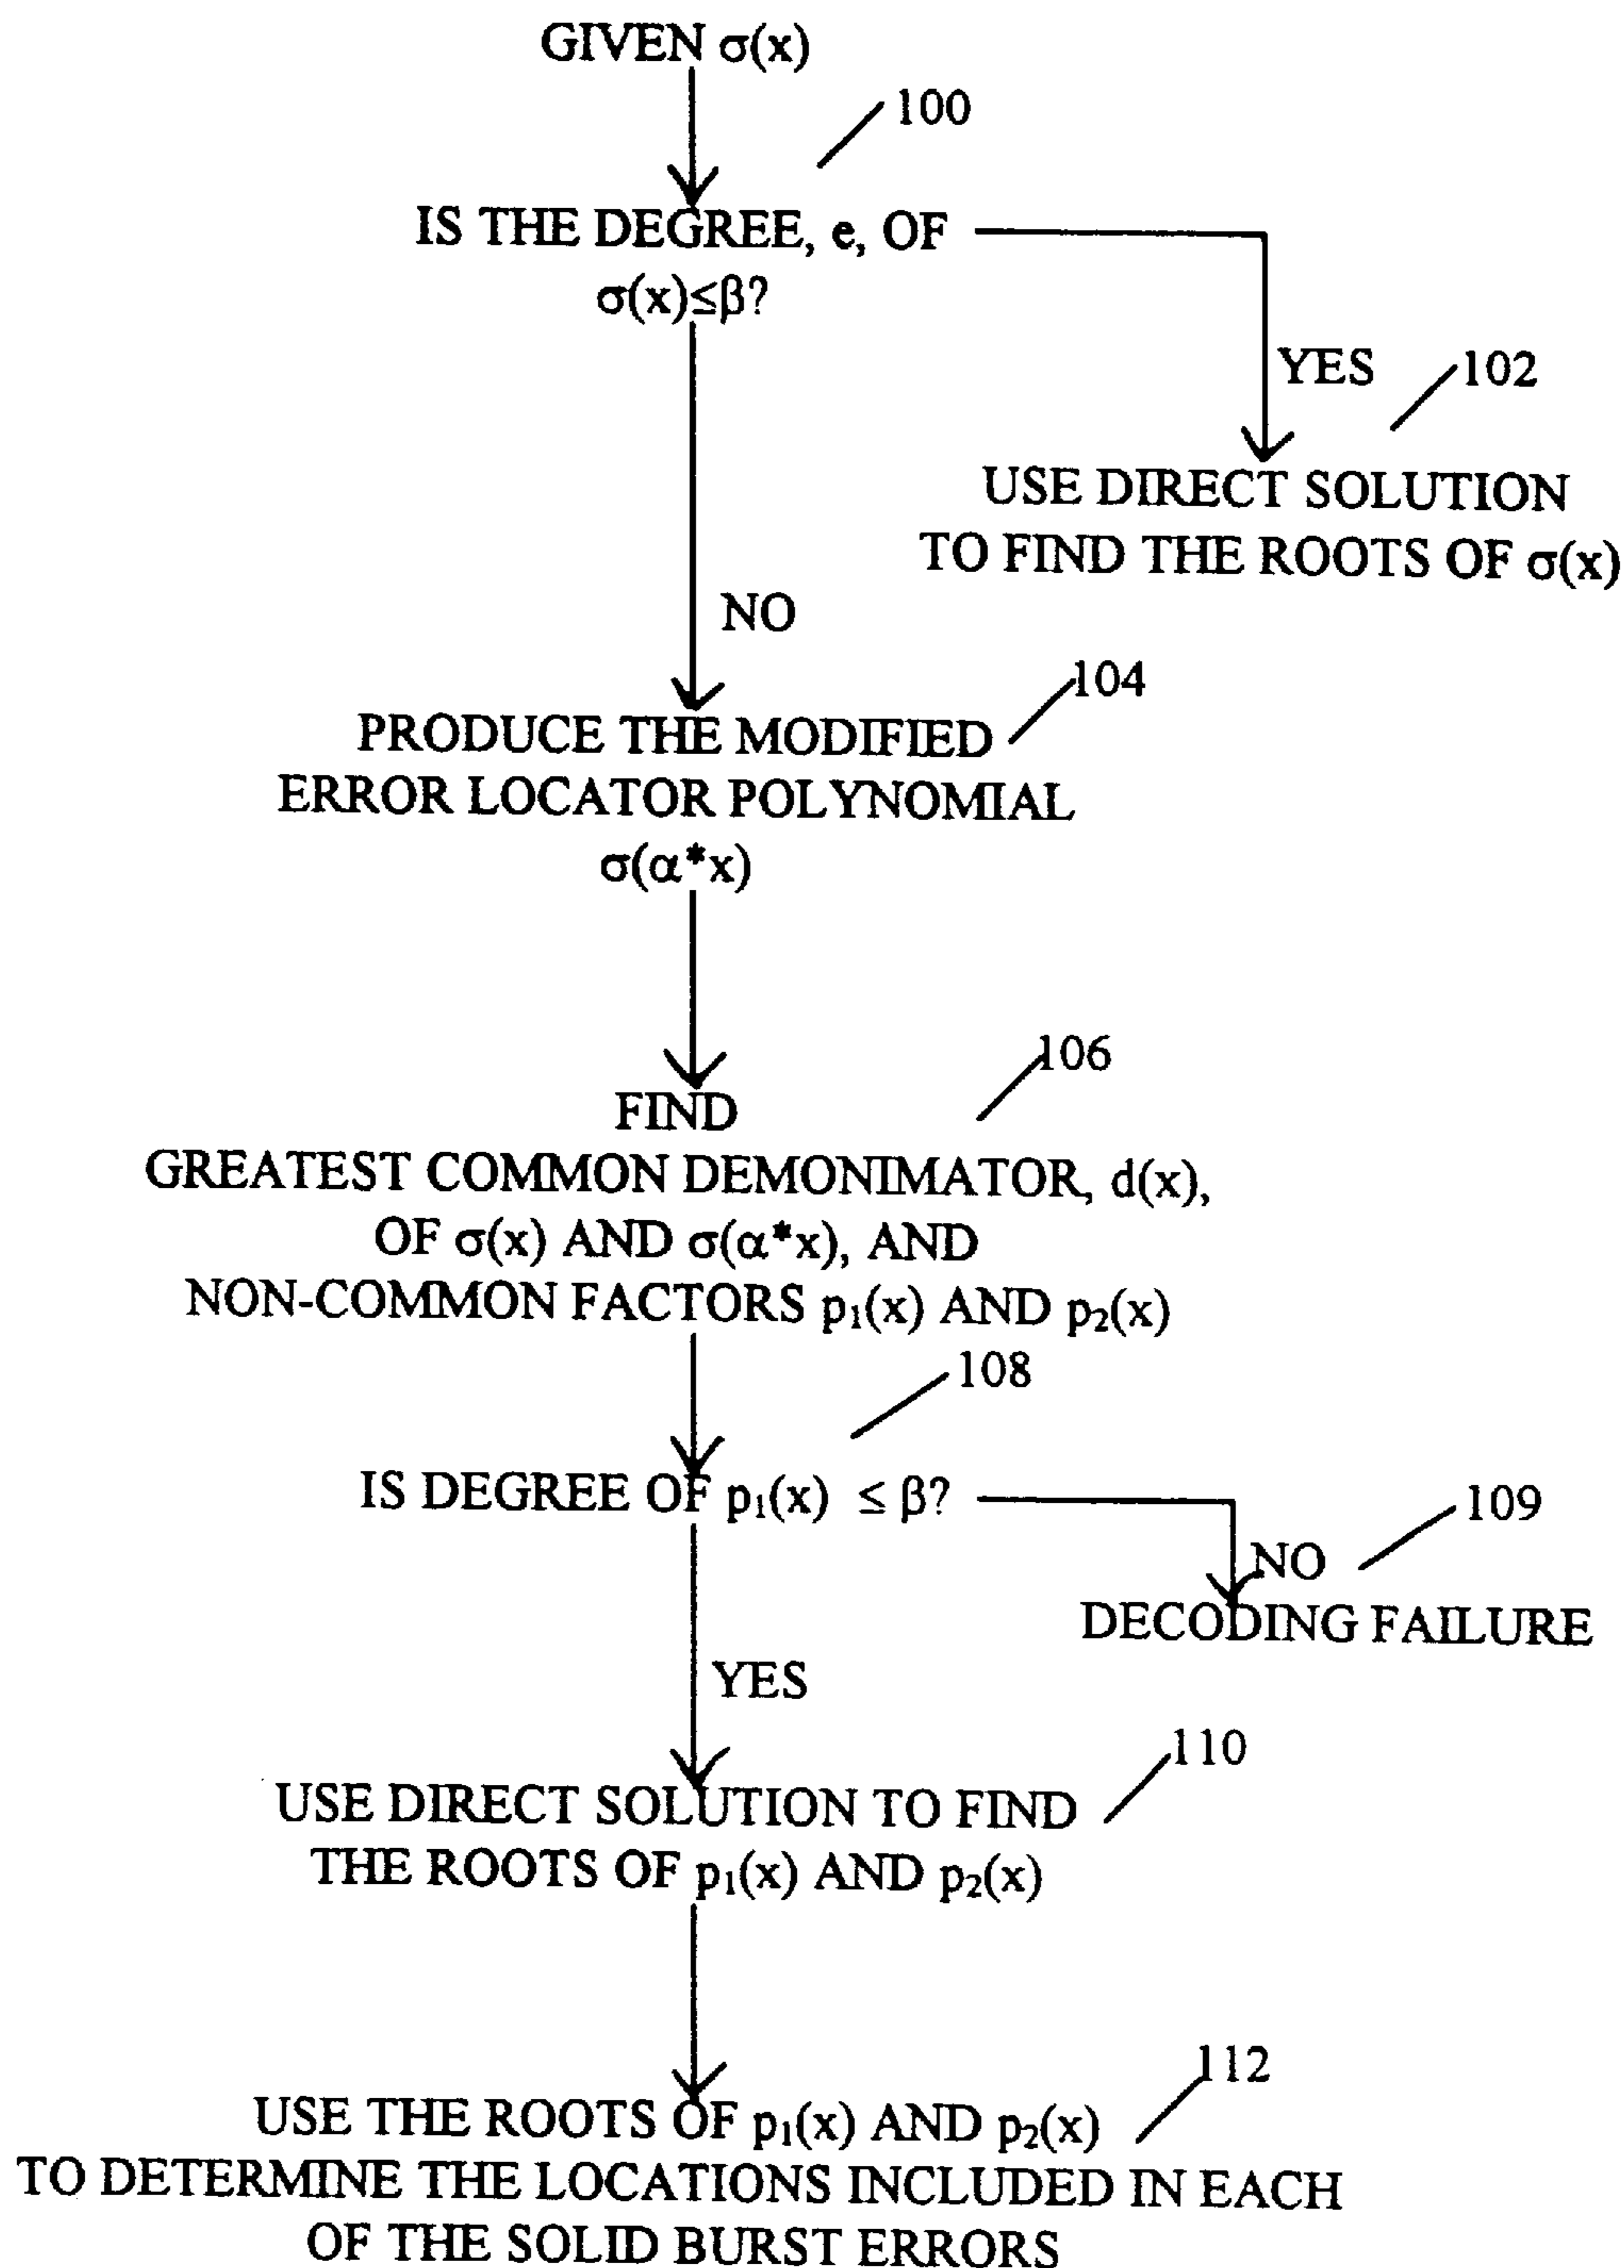 GIVEN σ(x)
100
IS THE DEGREE, e, OF
σ(x)≤β?
YES
102
USE DIRECT SOLUTION
TO FIND THE ROOTS OF σ(x)
NO
104
PRODUCE THE MODIFIED
ERROR LOCATOR POLYNOMIAL
σ(α*x)
106
FIND
GREATEST COMMON DEMONIMATOR, d(x),
OF σ(x) AND σ(α*x), AND
NON-COMMON FACTORS p₁(x) AND p₂(x)
108
IS DEGREE OF p₁(x) ≤ β?
109
NO
DECODING FAILURE
YES
110
USE DIRECT SOLUTION TO FIND
THE ROOTS OF p₁(x) AND p₂(x)
112
USE THE ROOTS OF p₁(x) AND p₂(x)
TO DETERMINE THE LOCATIONS INCLUDED IN EACH
OF THE SOLID BURST ERRORS